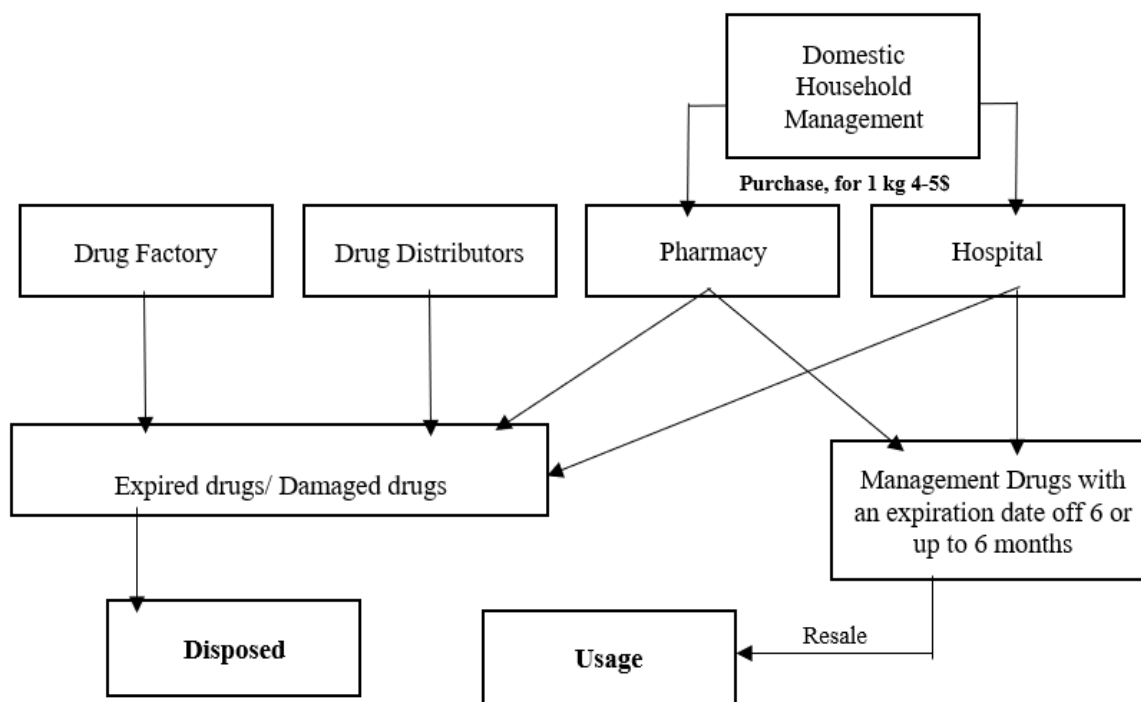 Domestic
Household
Management
Purchase, for 1 kg 4-5$
Drug Factory
Drug Distributors
Pharmacy
Hospital
Expired drugs/ Damaged drugs
Management Drugs with
an expiration date off 6 or
up to 6 months
Disposed
Usage
Resale